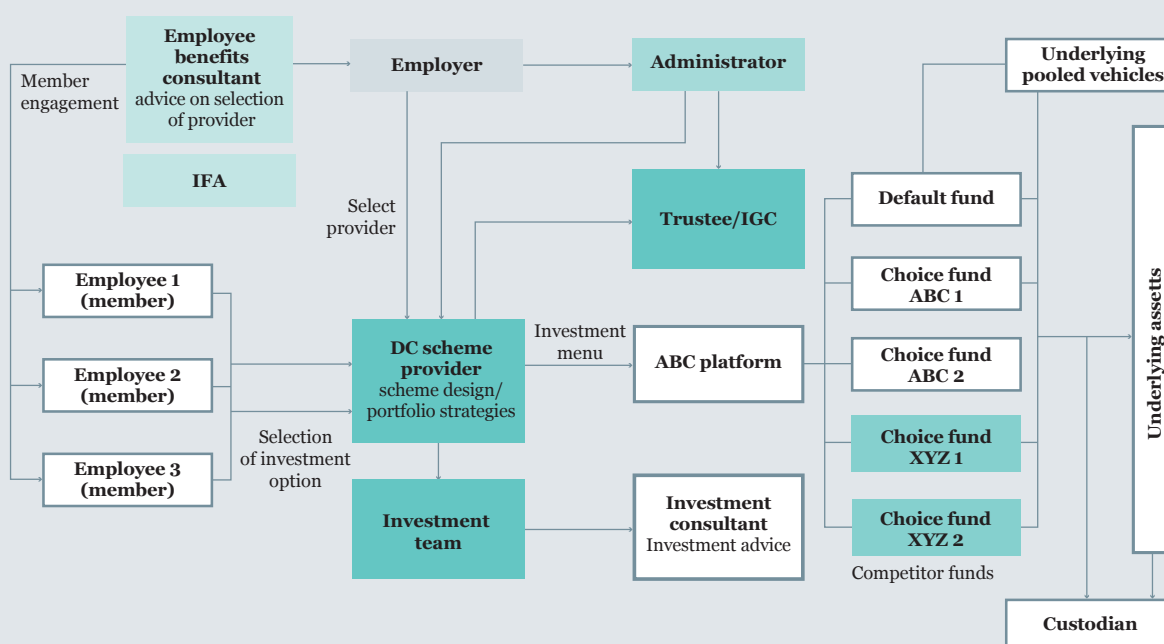 Employee
benefits
consultant
advice on selection
of provider
Member
engagement
IFA
Employer
Administrator
Underlying
pooled vehicles
Select
provider
Trustee/IGC
Default fund
Employee 1
(member)
Employee 2
(member)
Employee 3
(member)
Selection
of investment
option
DC scheme
provider
scheme design/
portfolio strategies
Investment
menu
ABC platform
Choice fund
ABC 1
Choice fund
ABC 2
Choice fund
XYZ 1
Choice fund
XYZ 2
Competitor funds
Investment
team
Investment
consultant
Investment advice
Underlying assetts
Custodian